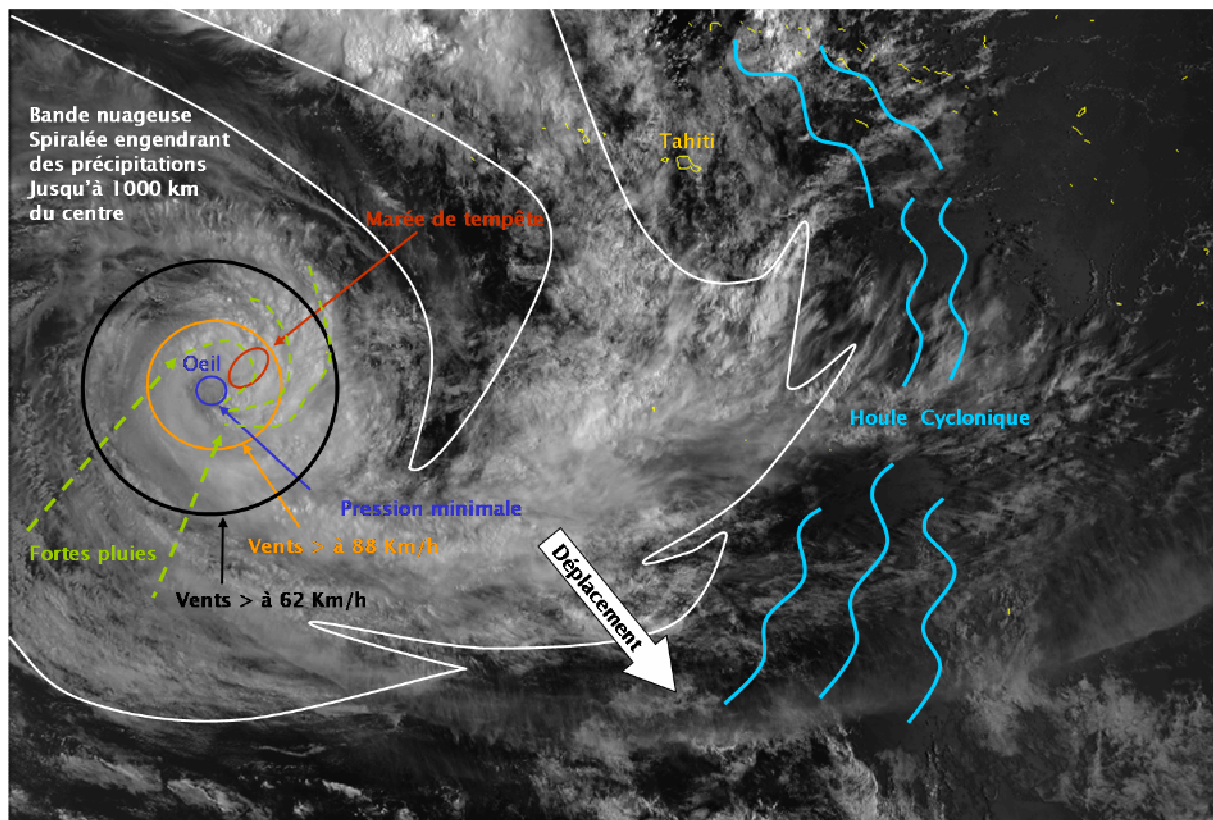 Bande nuageuse
Spiralée engendrant
des précipitations
Jusqu'à 1000 km
du centre
Tahiti
Marée de tempête
Oeil
Houle Cyclonique
Pression minimale
Fortes pluies
Vents > à 88 Km/h
Vents > à 62 Km/h
Déplacement